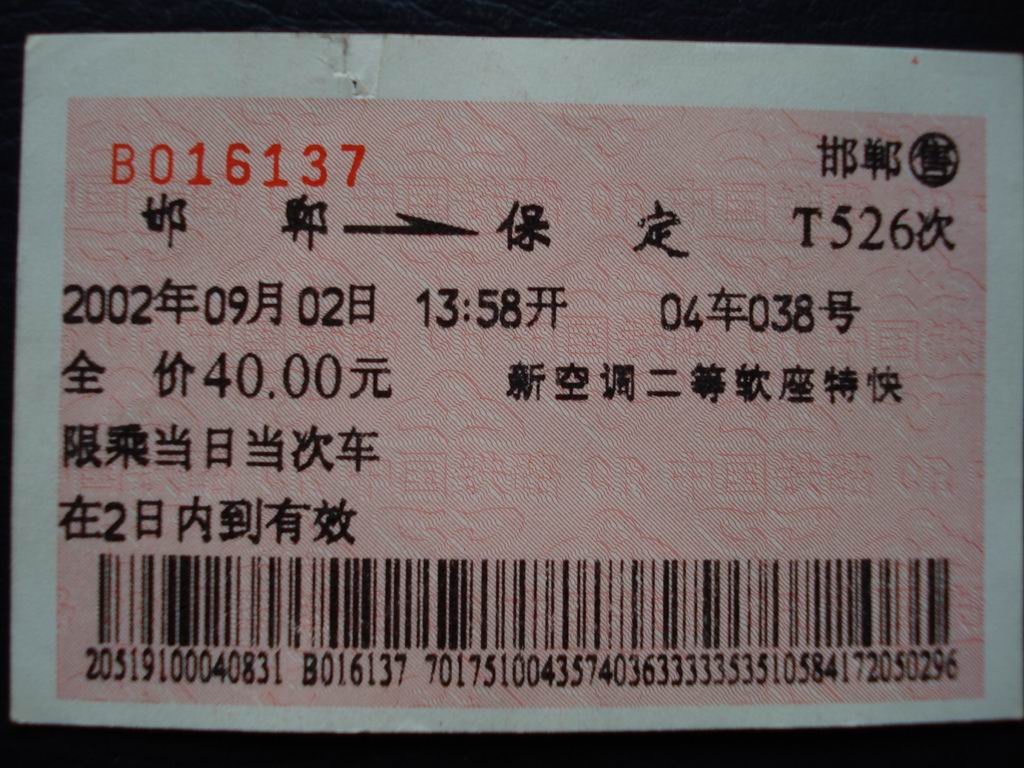 B016137 邯郸售
邯 郸 → 保 定 T526次
2002年09月02日 13:58开 04车038号
全 价40.00元 新空调二等软座特快
限乘当日当次车
在2日内到有效
20519100040831 B016137 70175100435740363333353510584172050296